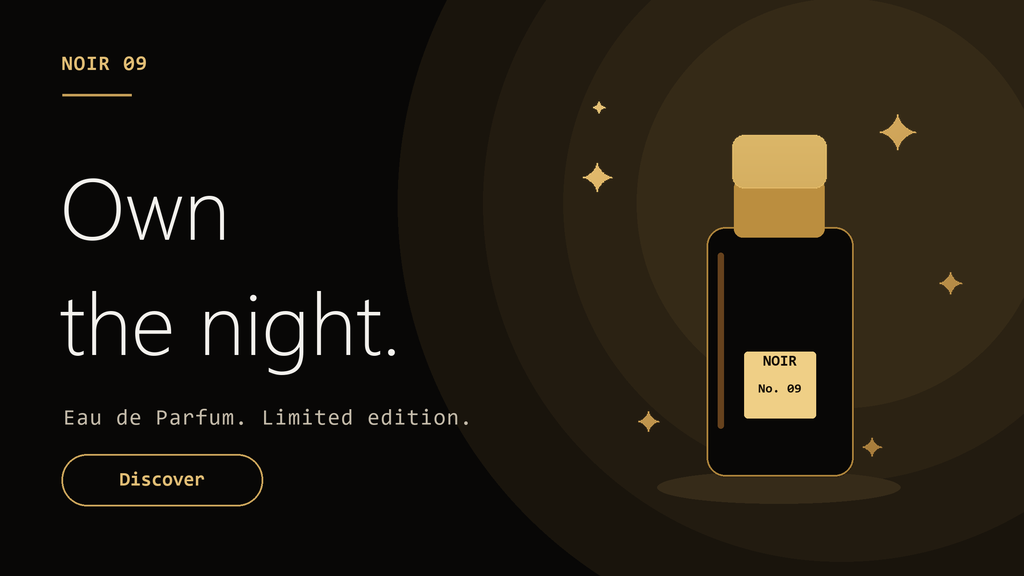 NOIR 09
Own
the night.
Eau de Parfum. Limited edition.
Discover
NOIR
No. 09